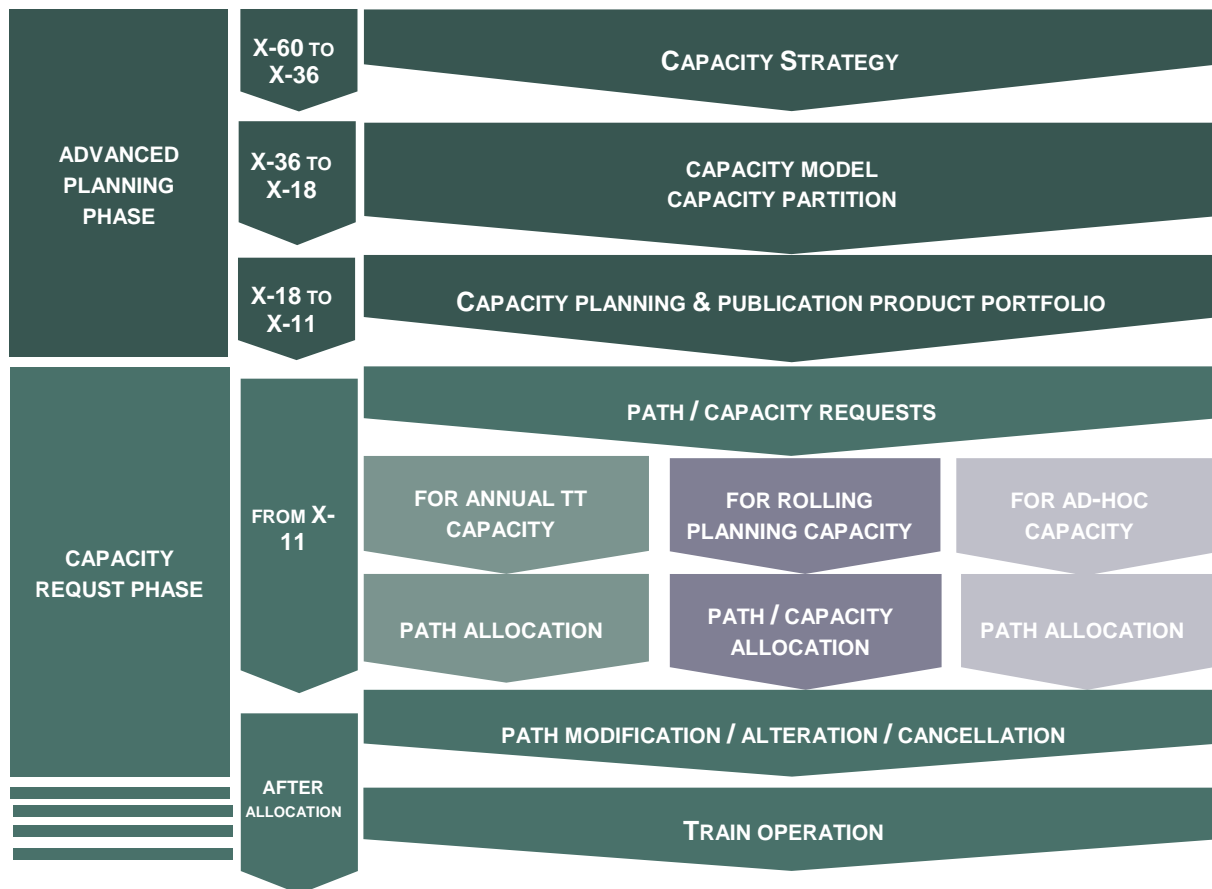 X-60 TO
X-36
CAPACITY STRATEGY
ADVANCED
PLANNING
PHASE
X-36 TO
X-18
CAPACITY MODEL
CAPACITY PARTITION
X-18 TO
X-11
CAPACITY PLANNING & PUBLICATION PRODUCT PORTFOLIO
CAPACITY
REQUST PHASE
FROM X-
11
PATH / CAPACITY REQUESTS
FOR ANNUAL TT
CAPACITY
FOR ROLLING
PLANNING CAPACITY
FOR AD-HOC
CAPACITY
PATH ALLOCATION
PATH / CAPACITY
ALLOCATION
PATH ALLOCATION
AFTER
ALLOCATION
PATH MODIFICATION / ALTERATION / CANCELLATION
TRAIN OPERATION